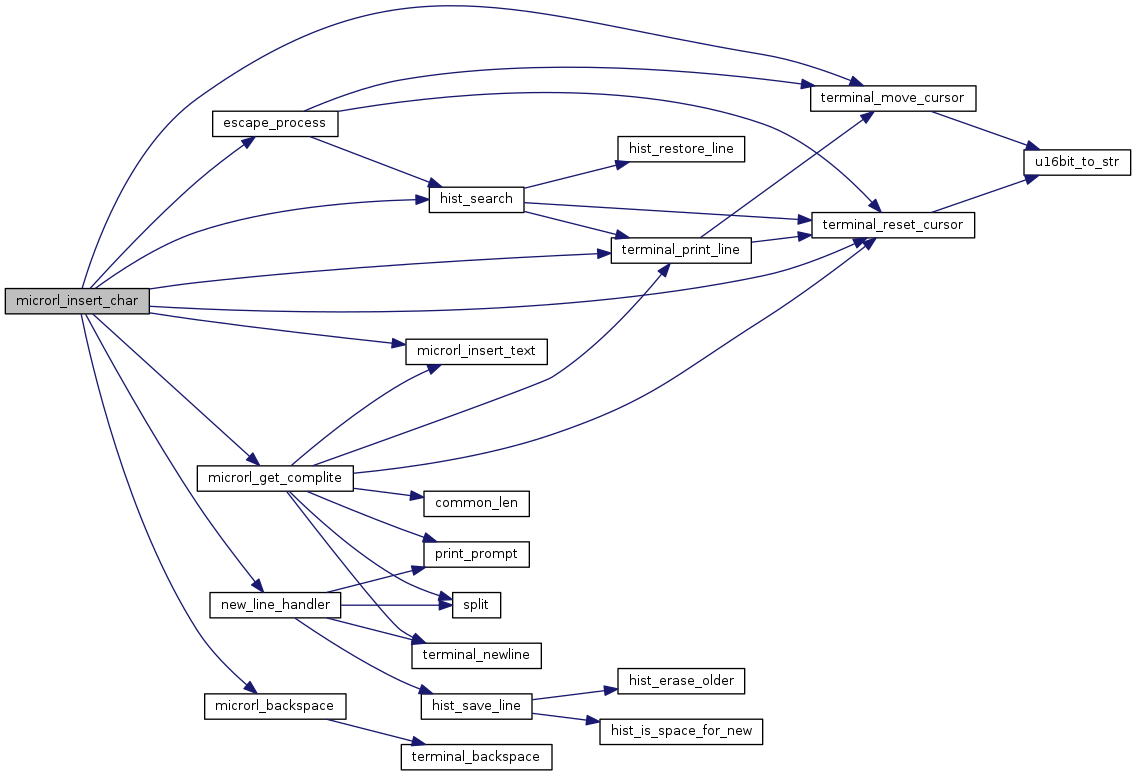 terminal_move_cursor
escape_process
hist_restore_line
u16bit_to_str
hist_search
terminal_reset_cursor
terminal_print_line
microrl_insert_char
microrl_insert_text
microrl_get_complite
common_len
print_prompt
new_line_handler
split
terminal_newline
hist_erase_older
microrl_backspace
hist_save_line
hist_is_space_for_new
terminal_backspace